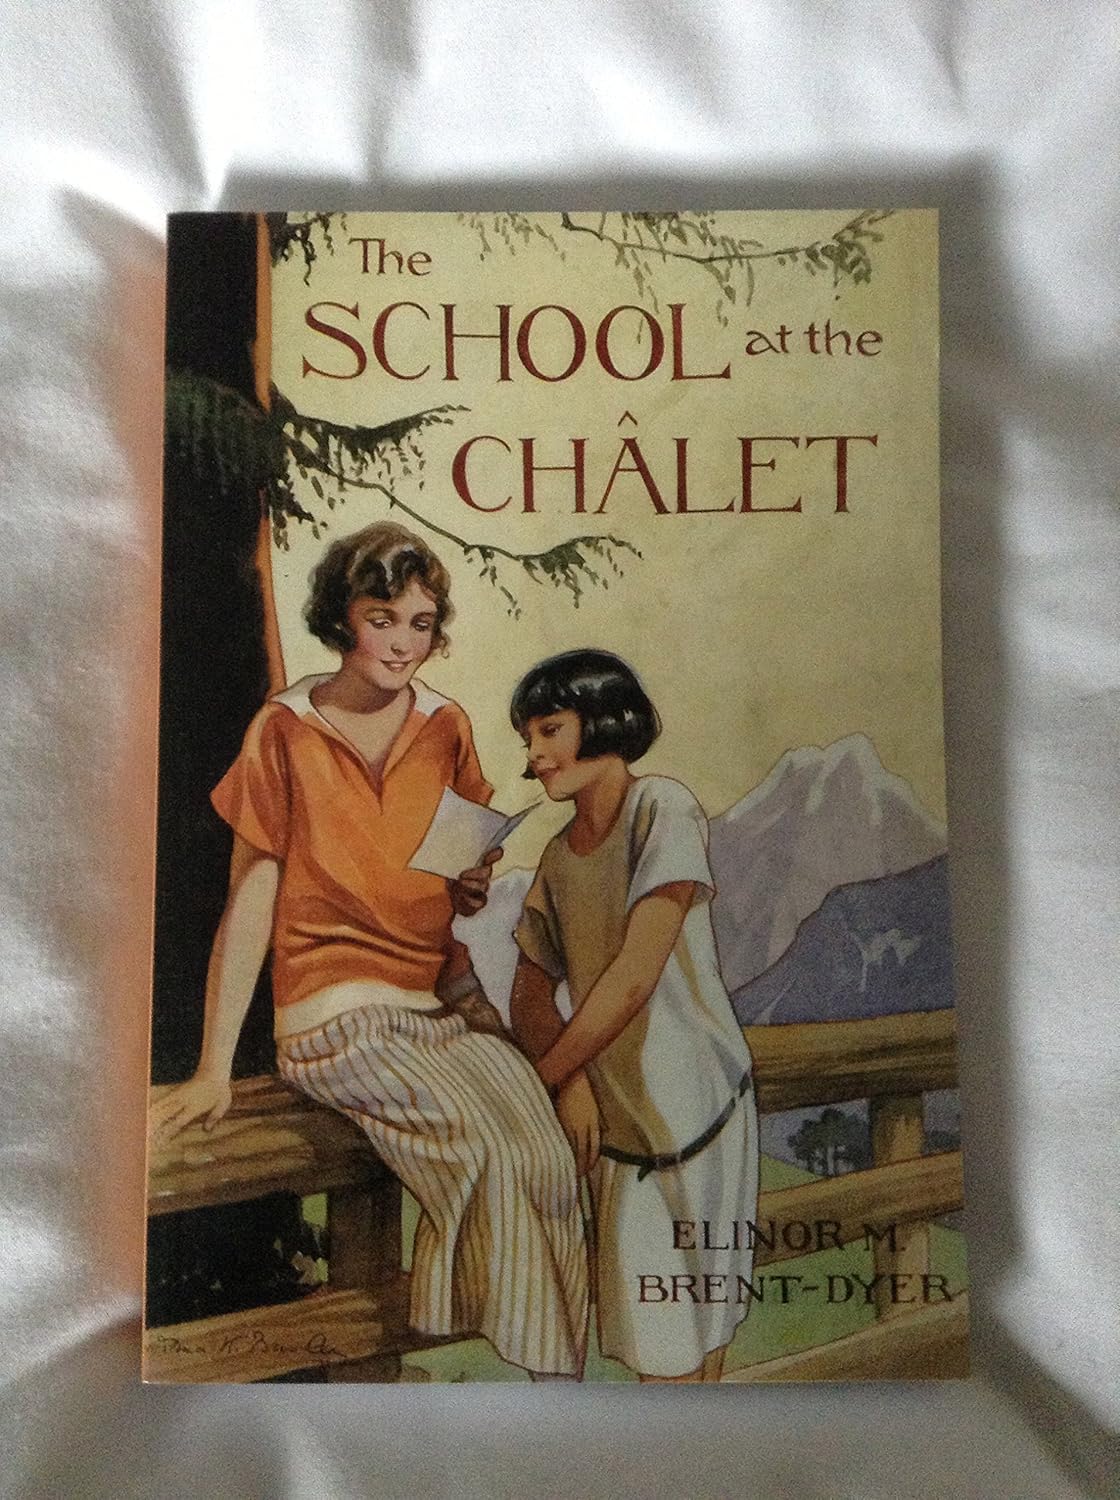 The
SCHOOL at the
CHÂLET
ELINOR M.
BRENT-DYER